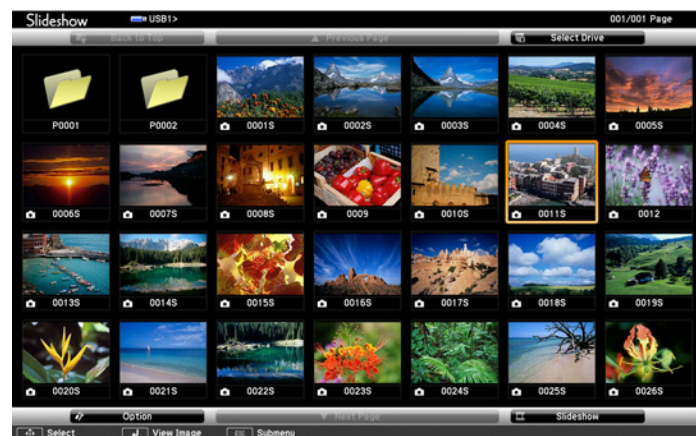 Slideshow USB1> 001/001 Page
Back to Top ▲ Previous Page Select Drive
P0001 P0002 0001S 0002S 0003S 0004S 0005S
0006S 0007S 0008S 0009 0010S 0011S 0012
0013S 0014S 0015S 0016S 0017S 0018S 0019S
0020S 0021S 0022S 0023S 0024S 0025S 0026S
Option ▼ Next Page Slideshow
Select View Image ESC Submenu